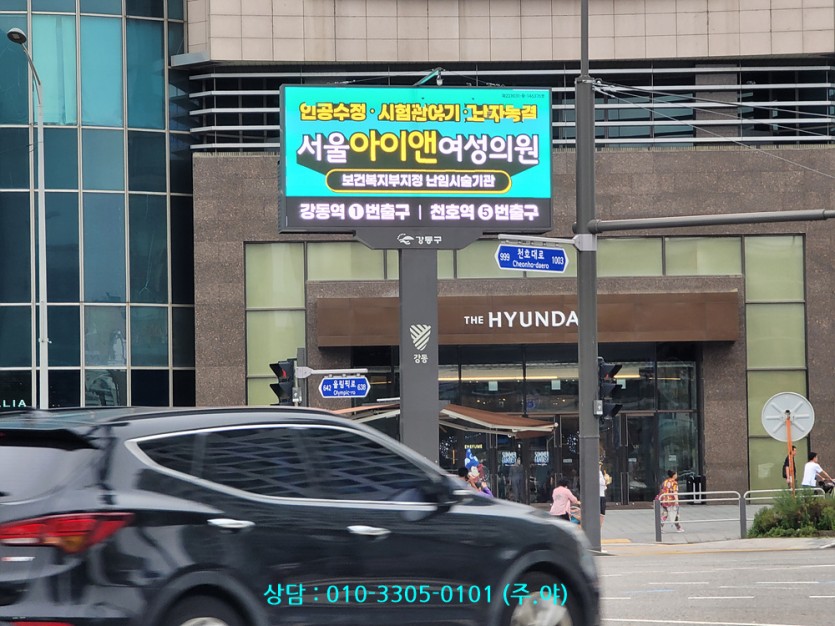 인공수정 · 시험관아기 · 난자동결
서울아이앤여성의원
보건복지부지정 난임시술기관
강동역 1 번출구 | 천호역 5 번출구
강동구
999 천호대로 1003
Cheonho-daero
THE HYUNDA
강동
642 올림픽로 638
Olympic-ro
LIA
상담 : 010-3305-0101 (주.야)